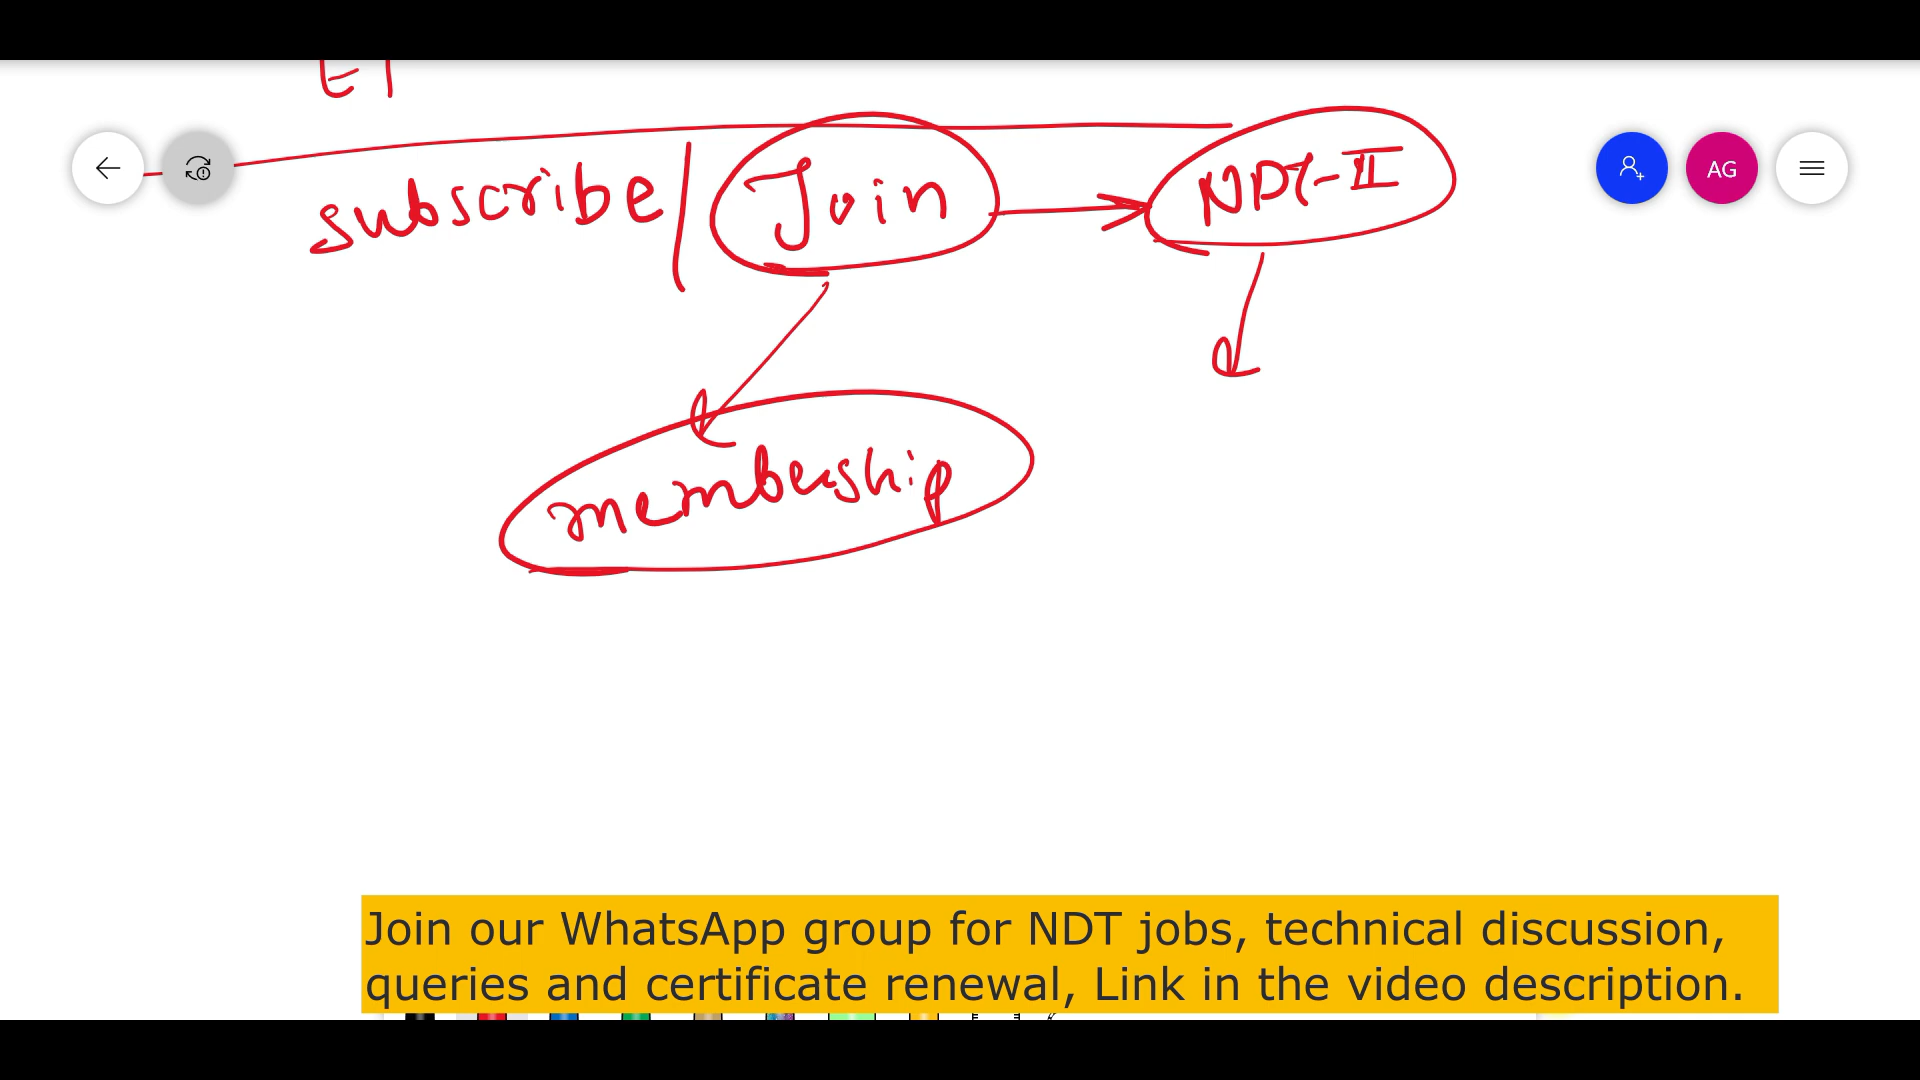 ET
subscribe/ Join → NDT-II
AG
membership
Join our WhatsApp group for NDT jobs, technical discussion,
queries and certificate renewal, Link in the video description.